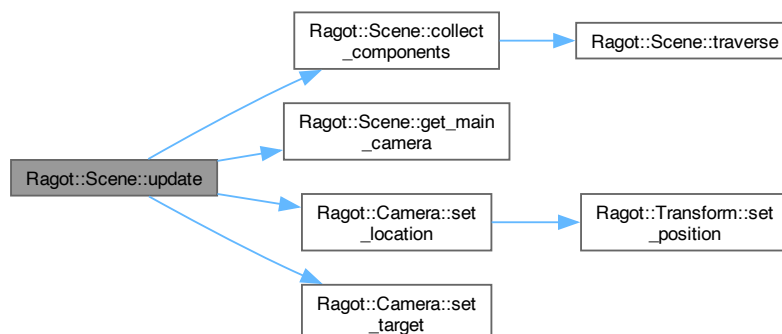 Ragot::Scene::update
Ragot::Scene::collect
_components
Ragot::Scene::traverse
Ragot::Scene::get_main
_camera
Ragot::Camera::set
_location
Ragot::Transform::set
_position
Ragot::Camera::set
_target